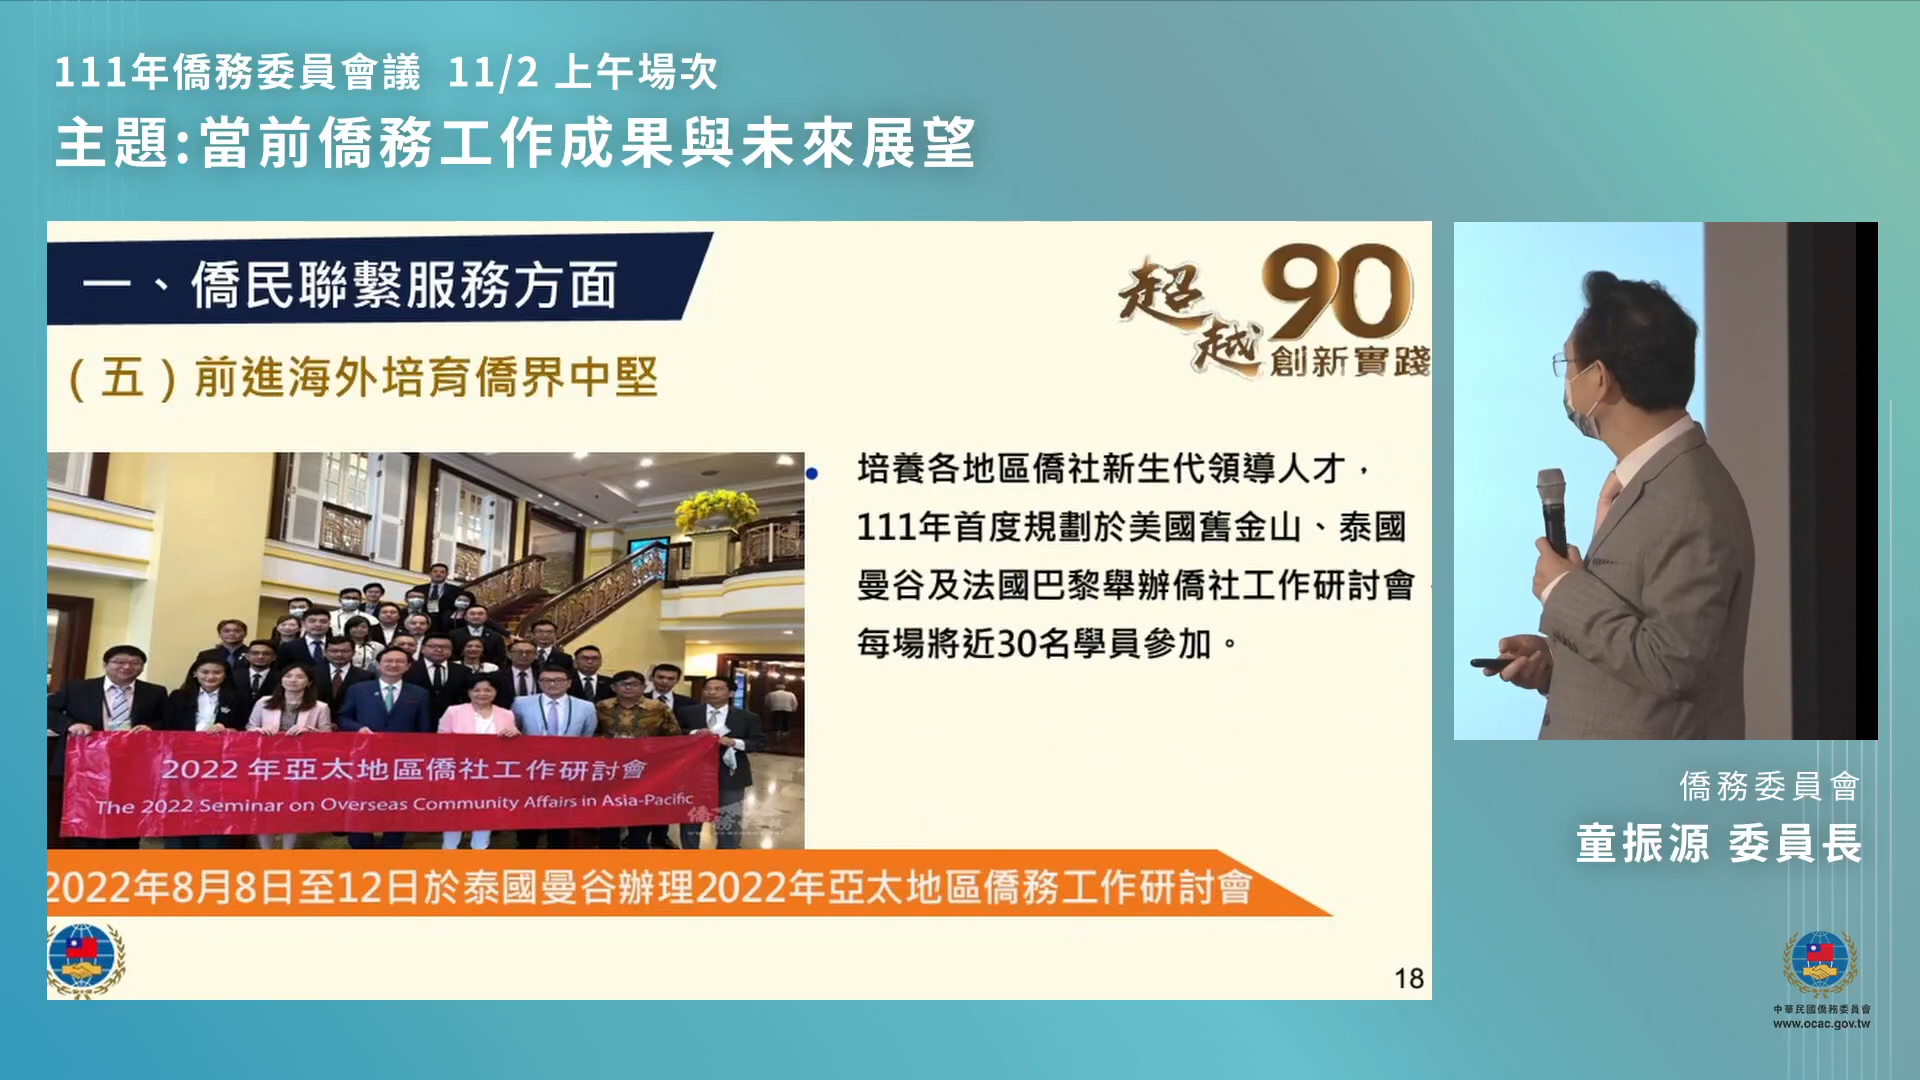 111年僑務委員會議 11/2 上午場次
主題:當前僑務工作成果與未來展望
一、僑民聯繫服務方面
超越90
創新實踐
（五）前進海外培育僑界中堅
• 培養各地區僑社新生代領導人才，
111年首度規劃於美國舊金山、泰國
曼谷及法國巴黎舉辦僑社工作研討會，
每場將近30名學員參加。
2022 年亞太地區僑社工作研討會
The 2022 Seminar on Overseas Community Affairs in Asia-Pacific
2022年8月8日至12日於泰國曼谷辦理2022年亞太地區僑務工作研討會
18
僑務委員會
童振源 委員長
中華民國僑務委員會
www.ocac.gov.tw